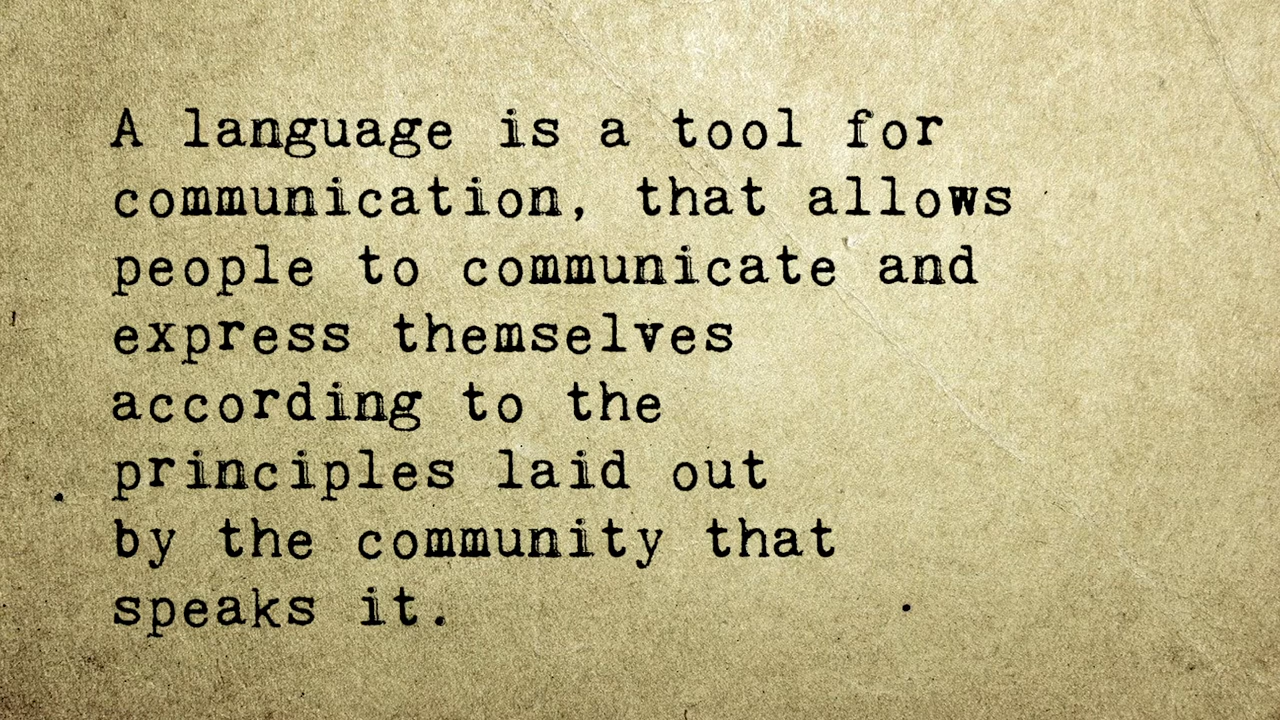 A language is a tool for
communication, that allows
people to communicate and
express themselves
according to the
principles laid out
by the community that
speaks it.